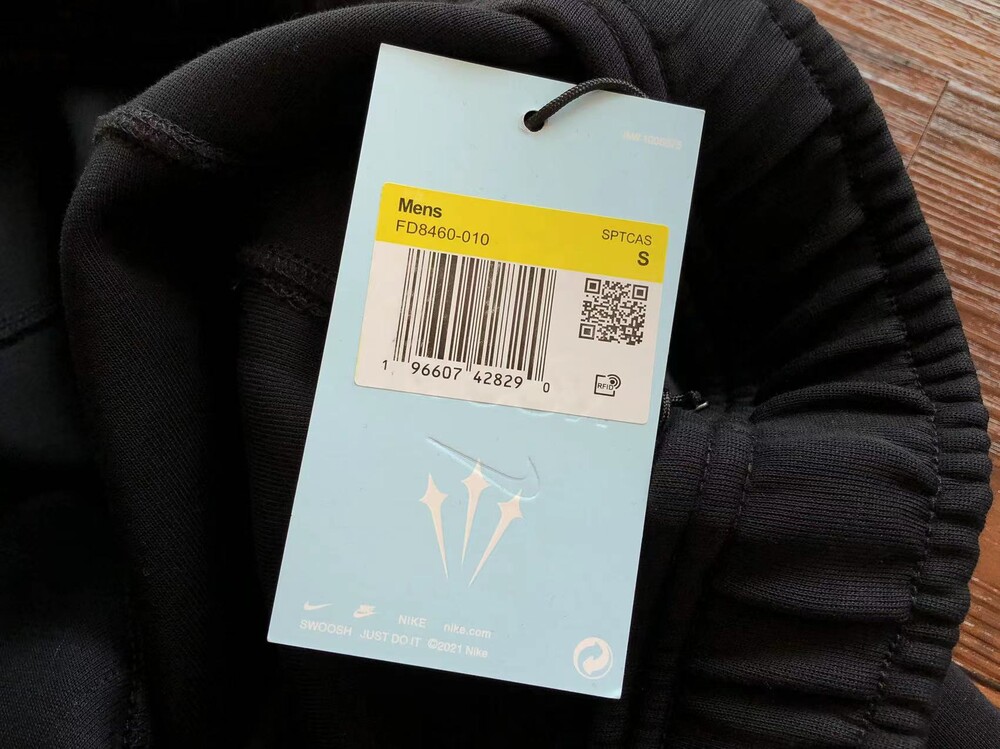 Mens
FD8460-010
SPTCAS
S
1 96607 42829 0
RFID
NIKE nike.com
SWOOSH JUST DO IT ©2021 Nike